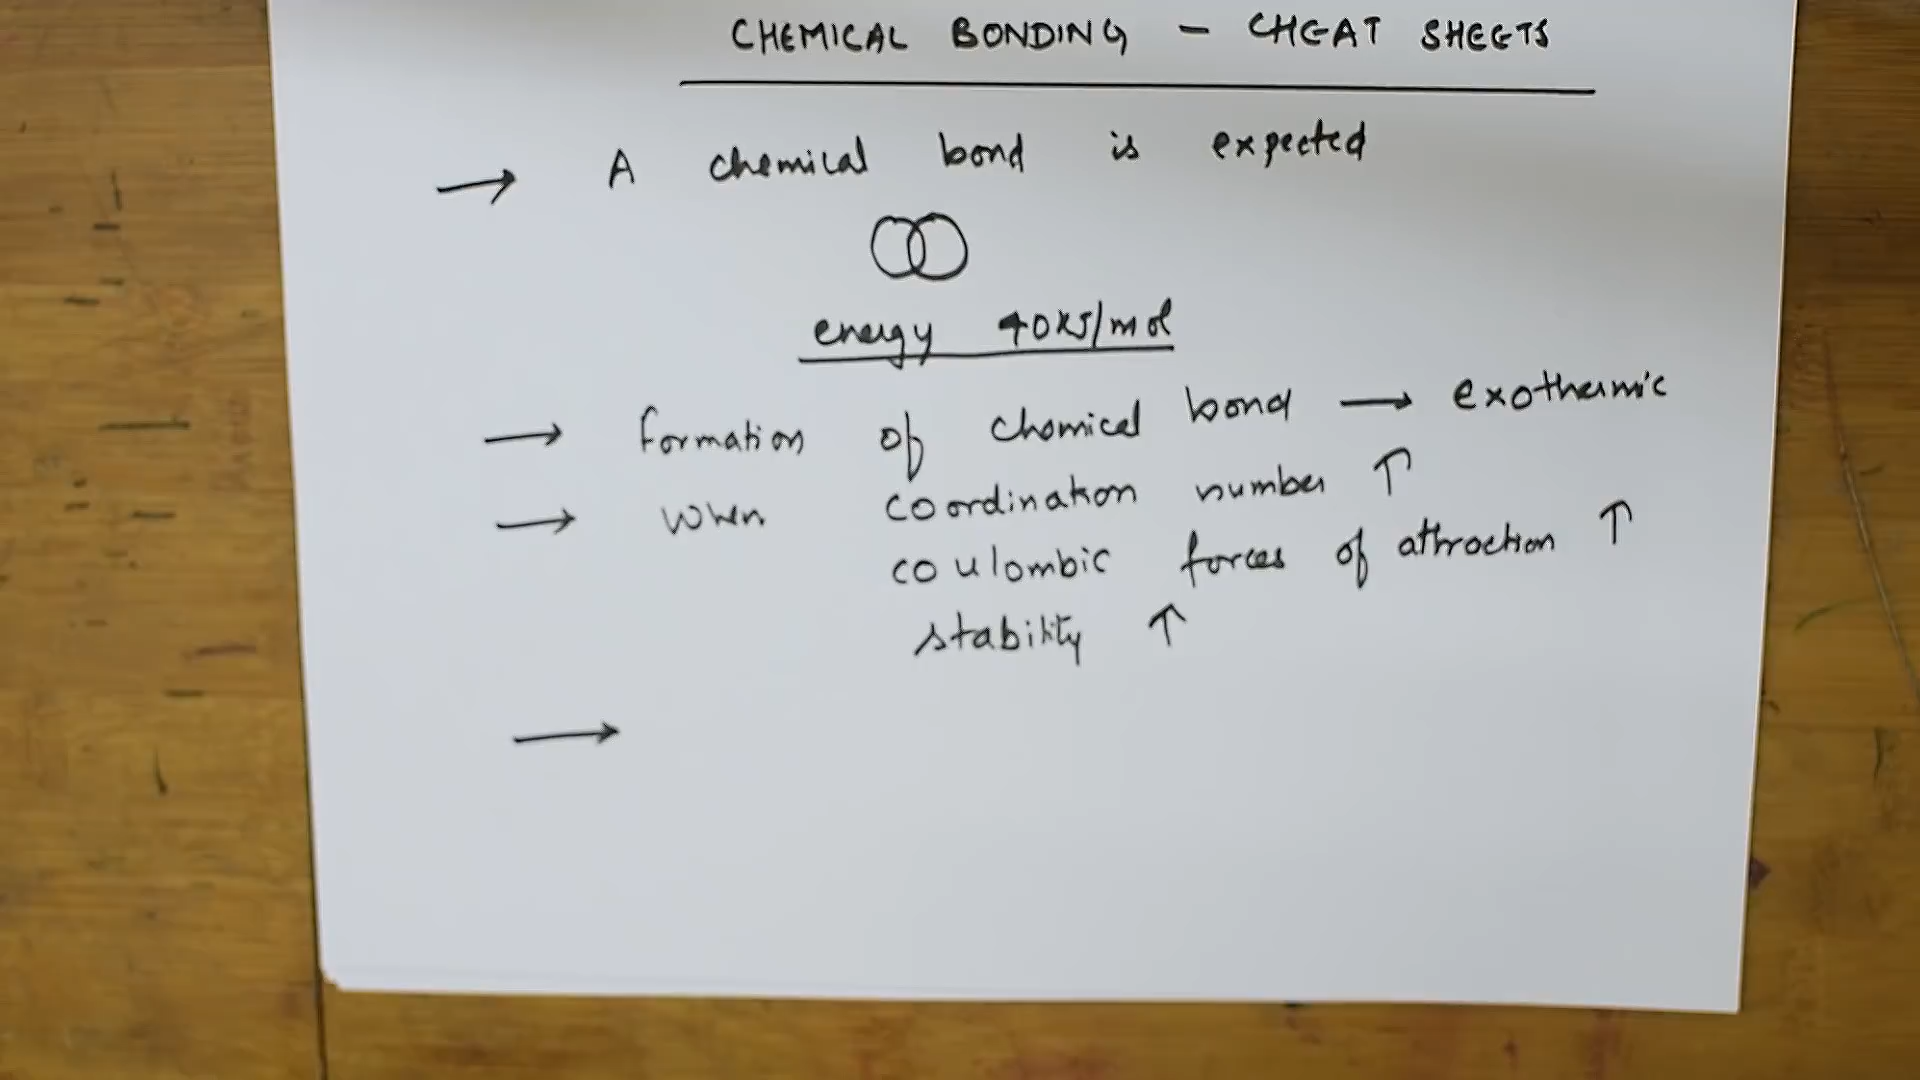 CHEMICAL BONDING - CHEAT SHEETS
→ A chemical bond is expected
energy 40KJ/mol
→ formation of chemical bond → exothermic
→ When coordination number ↑
coulombic forces of attraction ↑
stability ↑
→